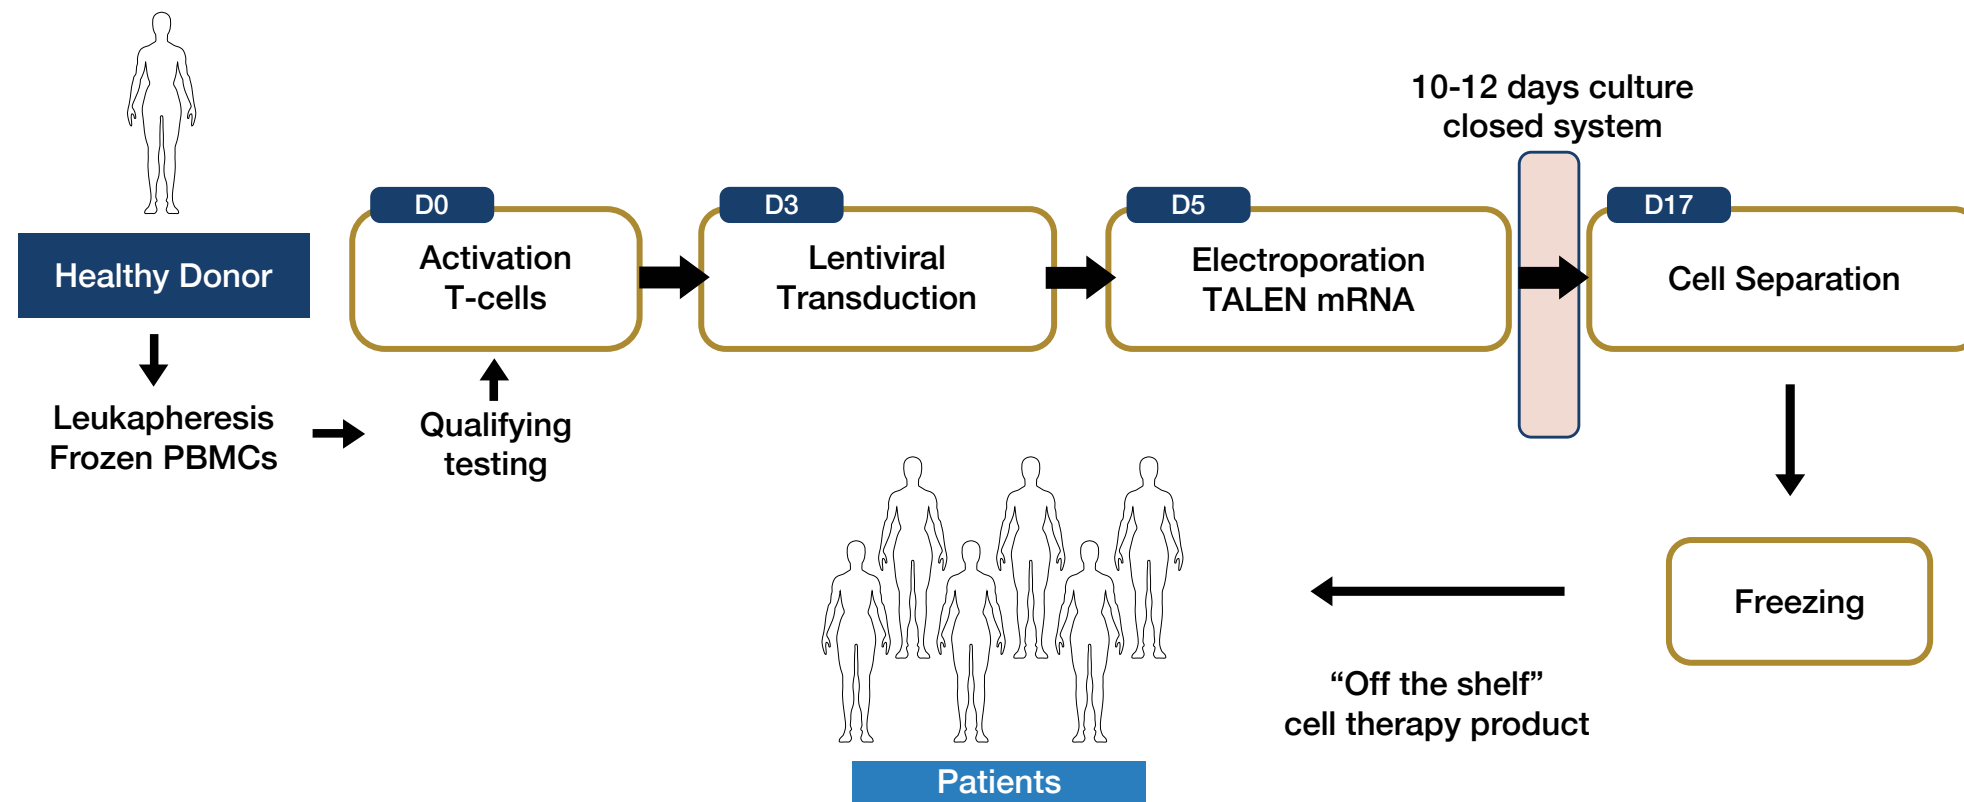 Healthy Donor
Leukapheresis
Frozen PBMCs
Qualifying
testing
D0
Activation
T-cells
D3
Lentiviral
Transduction
D5
Electroporation
TALEN mRNA
10-12 days culture
closed system
D17
Cell Separation
Freezing
“Off the shelf”
cell therapy product
Patients